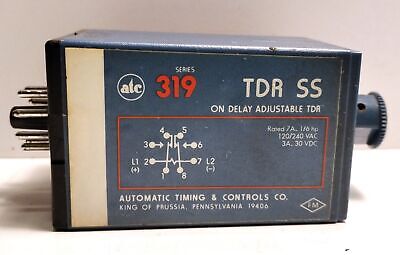 atc
SERIES
319
TDR SS
ON DELAY ADJUSTABLE TDR
Rated 7A., 1/6 hp
120/240 VAC
3A. 30 VDC
4 5
3 6
L1 2 7 L2
(+) (−)
1 8
AUTOMATIC TIMING & CONTROLS CO.
KING OF PRUSSIA, PENNSYLVANIA 19406
FM